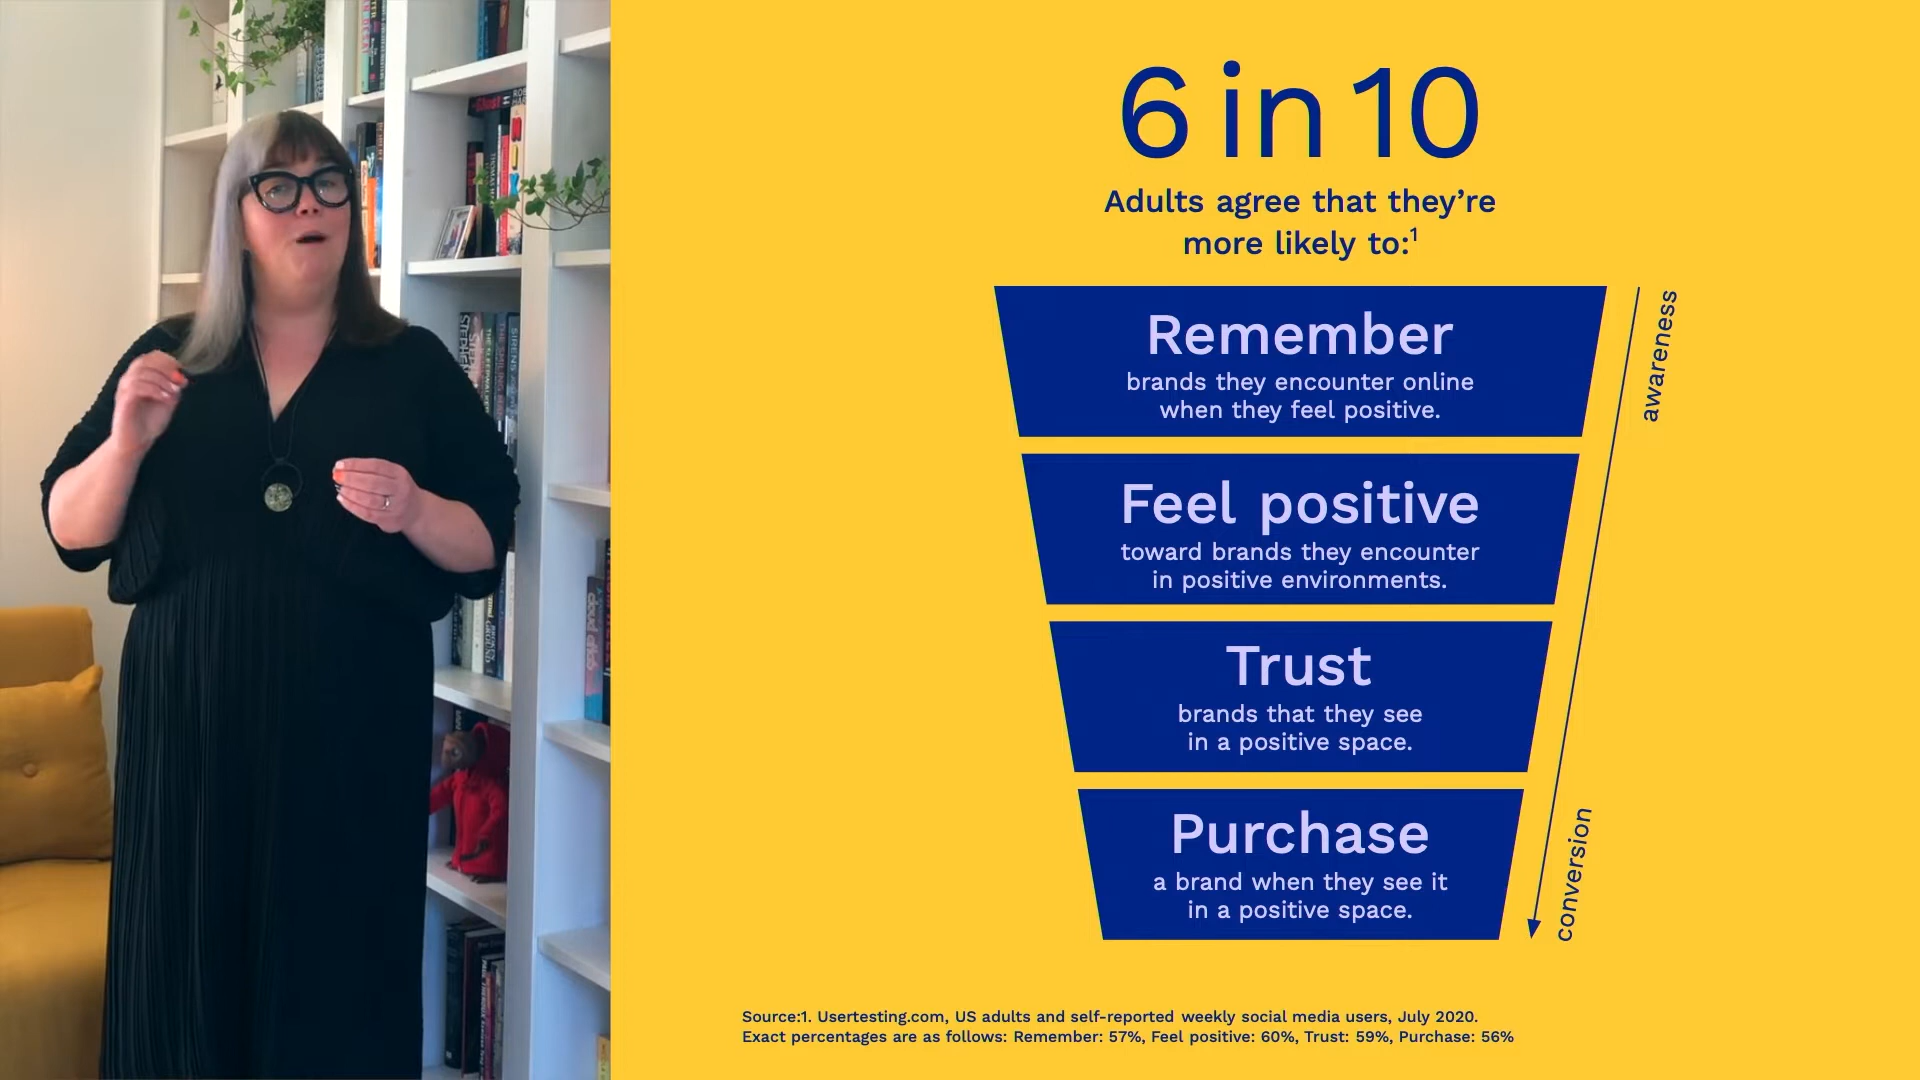 6 in 10
Adults agree that they’re
more likely to:1
Remember
brands they encounter online
when they feel positive.
Feel positive
toward brands they encounter
in positive environments.
Trust
brands that they see
in a positive space.
Purchase
a brand when they see it
in a positive space.
awareness
conversion
Source:1. Usertesting.com, US adults and self-reported weekly social media users, July 2020.
Exact percentages are as follows: Remember: 57%, Feel positive: 60%, Trust: 59%, Purchase: 56%